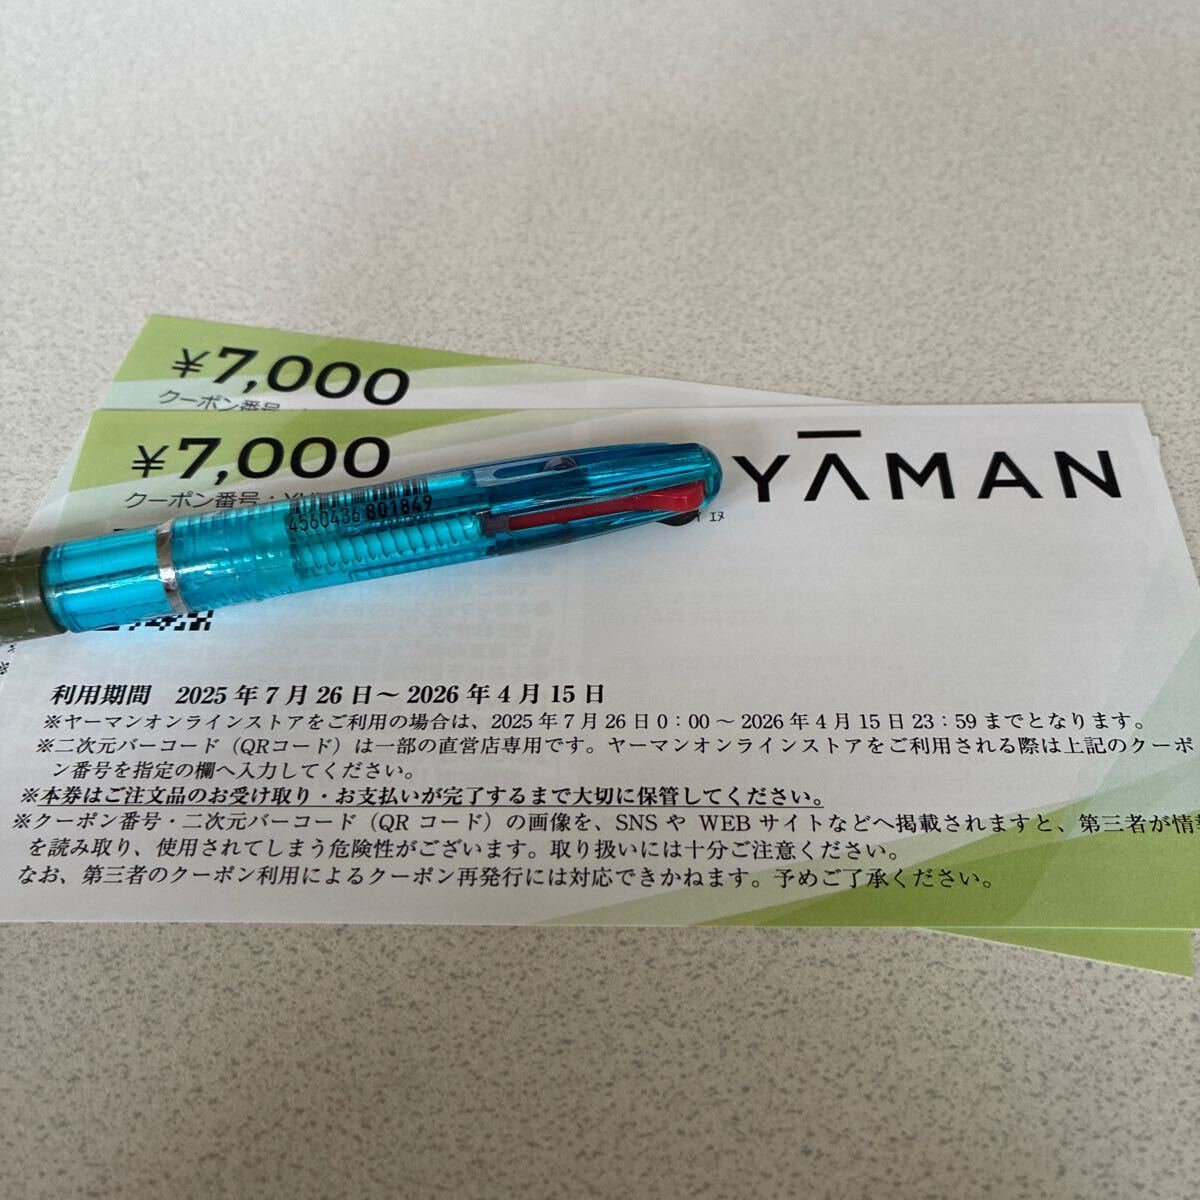 ¥7,000
クーポン番号
¥7,000
クーポン番号:
YĀMAN
4560436 801849
利用期間 2025年7月26日～2026年4月15日
※ヤーマンオンラインストアをご利用の場合は、2025年7月26日0:00～2026年4月15日23:59までとなります。
※二次元バーコード（QRコード）は一部の直営店専用です。ヤーマンオンラインストアをご利用される際は上記のクーポ
ン番号を指定の欄へ入力してください。
※本券はご注文品のお受け取り・お支払いが完了するまで大切に保管してください。
※クーポン番号・二次元バーコード（QRコード）の画像を、SNSや WEBサイトなどへ掲載されますと、第三者が情報
を読み取り、使用されてしまう危険性がございます。取り扱いには十分ご注意ください。
なお、第三者のクーポン利用によるクーポン再発行には対応できかねます。予めご了承ください。